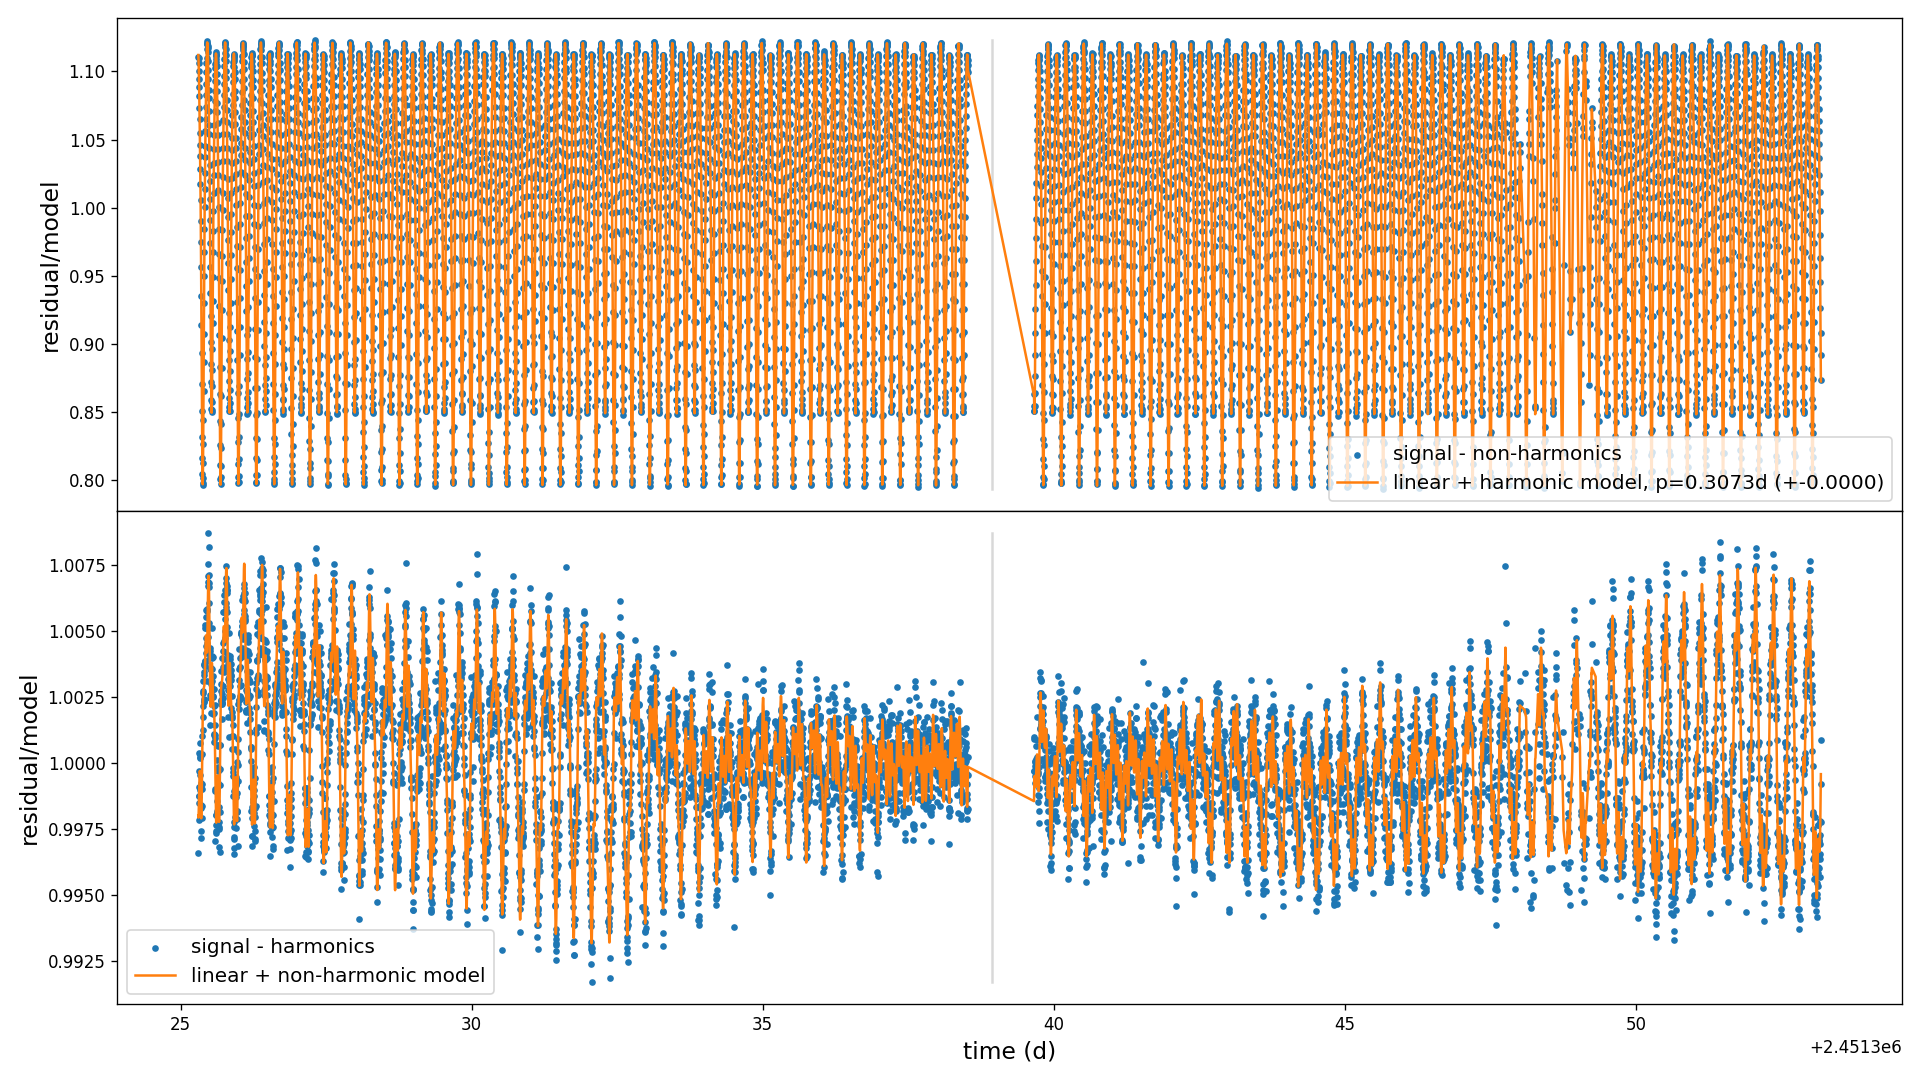 residual/model
1.10
1.05
1.00
0.95
0.90
0.85
0.80
signal - non-harmonics
linear + harmonic model, p=0.3073d (+-0.0000)
residual/model
1.0075
1.0050
1.0025
1.0000
0.9975
0.9950
0.9925
signal - harmonics
linear + non-harmonic model
25 30 35 40 45 50
time (d)
+2.4513e6